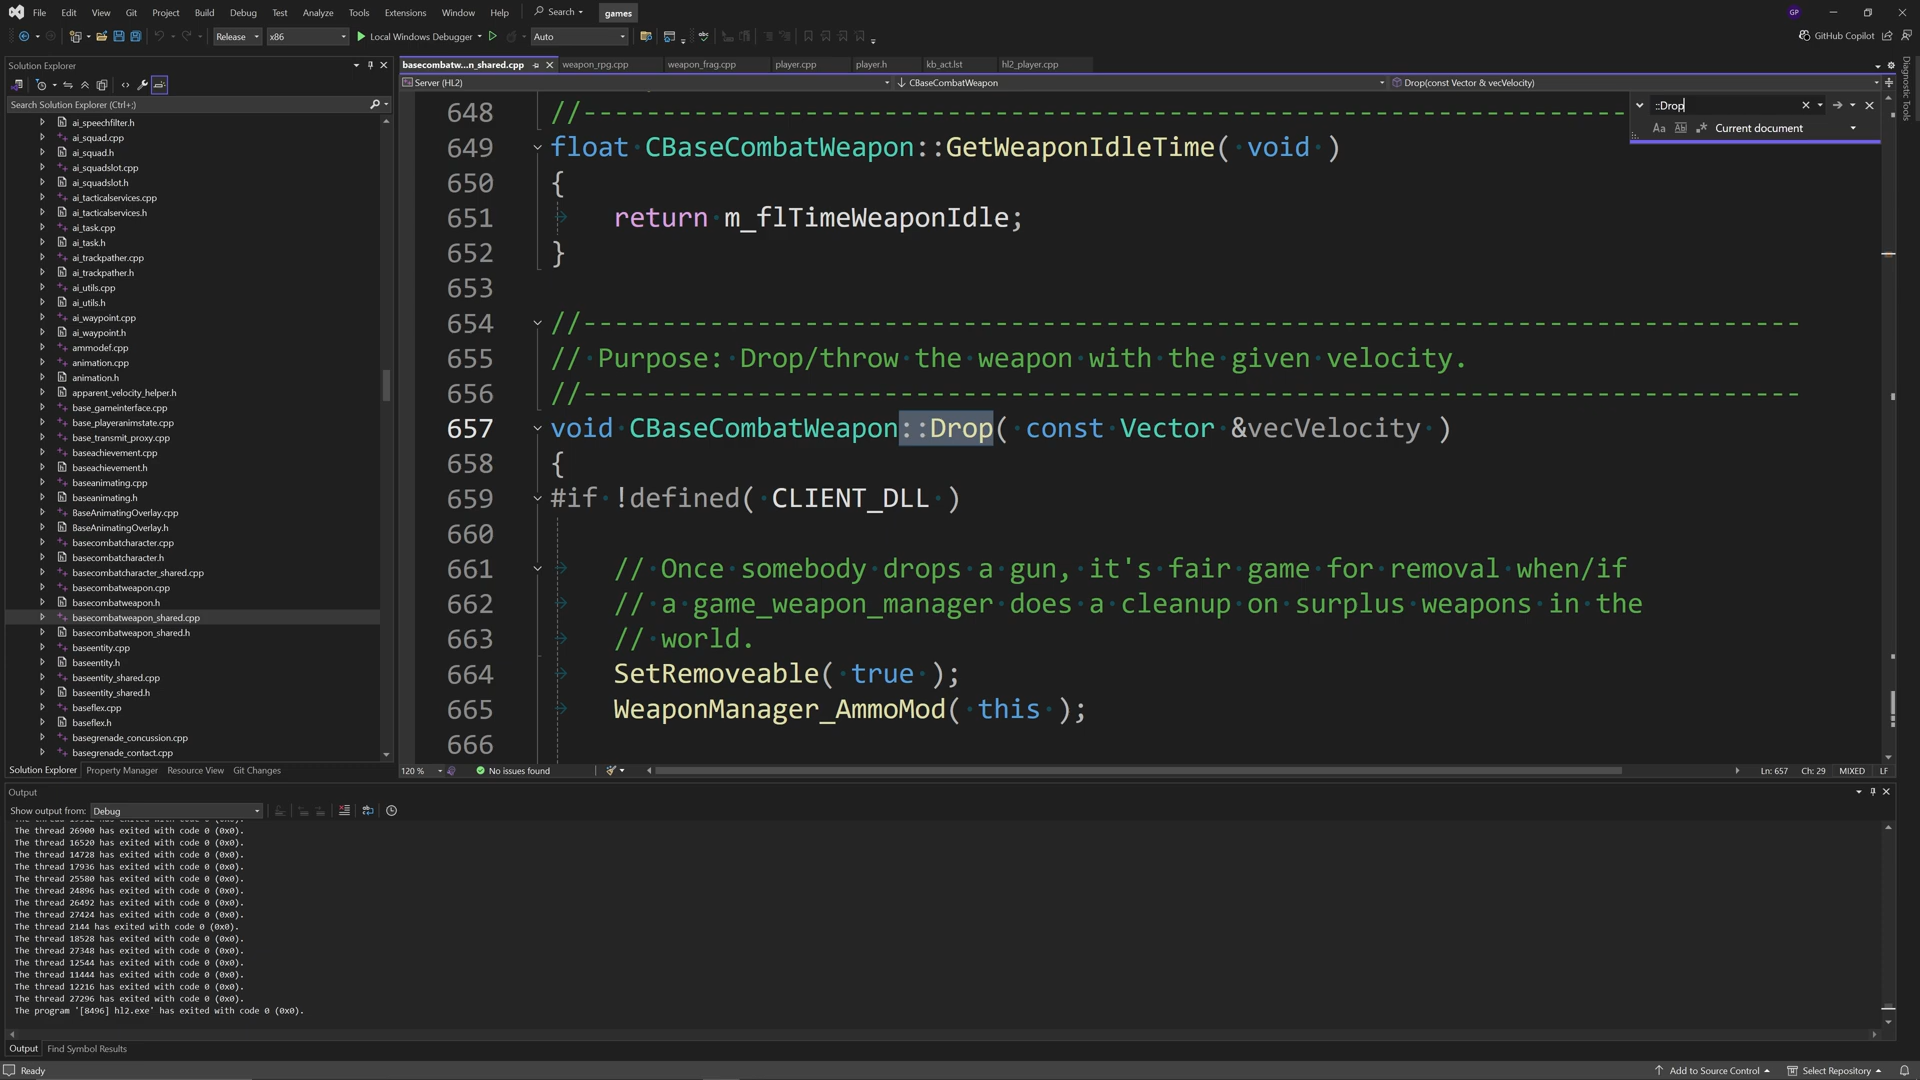 File Edit View Git Project Build Debug Test Analyze Tools Extensions Window Help Search games GP
Release x86 Local Windows Debugger Auto GitHub Copilot
Solution Explorer
Search Solution Explorer (Ctrl+;)
ai_speechfilter.h
ai_squad.cpp
ai_squad.h
ai_squadslot.cpp
ai_squadslot.h
ai_tacticalservices.cpp
ai_tacticalservices.h
ai_task.cpp
ai_task.h
ai_trackpather.cpp
ai_trackpather.h
ai_utils.cpp
ai_utils.h
ai_waypoint.cpp
ai_waypoint.h
ammodef.cpp
animation.cpp
animation.h
apparent_velocity_helper.h
base_gameinterface.cpp
base_playeranimstate.cpp
base_transmit_proxy.cpp
baseachievement.cpp
baseachievement.h
baseanimating.cpp
baseanimating.h
BaseAnimatingOverlay.cpp
BaseAnimatingOverlay.h
basecombatcharacter.cpp
basecombatcharacter.h
basecombatcharacter_shared.cpp
basecombatweapon.cpp
basecombatweapon.h
basecombatweapon_shared.cpp
basecombatweapon_shared.h
baseentity.cpp
baseentity.h
baseentity_shared.cpp
baseentity_shared.h
baseflex.cpp
baseflex.h
basegrenade_concussion.cpp
basegrenade_contact.cpp
Solution Explorer Property Manager Resource View Git Changes
basecombatw...n_shared.cpp weapon_rpg.cpp weapon_frag.cpp player.cpp player.h kb_act.lst hl2_player.cpp
Server (HL2) CBaseCombatWeapon Drop(const Vector & vecVelocity)
::Drop
Aa Ab Current document
Diagnostic Tools
648 //-----------------------------------------------------------------------------
649 float CBaseCombatWeapon::GetWeaponIdleTime( void )
650 {
651 return m_flTimeWeaponIdle;
652 }
653
654 //-----------------------------------------------------------------------------
655 // Purpose: Drop/throw the weapon with the given velocity.
656 //-----------------------------------------------------------------------------
657 void CBaseCombatWeapon::Drop( const Vector &vecVelocity )
658 {
659 #if !defined( CLIENT_DLL )
660
661 // Once somebody drops a gun, it's fair game for removal when/if
662 // a game_weapon_manager does a cleanup on surplus weapons in the
663 // world.
664 SetRemoveable( true );
665 WeaponManager_AmmoMod( this );
666
120 % No issues found Ln: 657 Ch: 29 MIXED LF
Output
Show output from: Debug
The thread 26900 has exited with code 0 (0x0).
The thread 16520 has exited with code 0 (0x0).
The thread 14728 has exited with code 0 (0x0).
The thread 17936 has exited with code 0 (0x0).
The thread 25580 has exited with code 0 (0x0).
The thread 24896 has exited with code 0 (0x0).
The thread 26492 has exited with code 0 (0x0).
The thread 27424 has exited with code 0 (0x0).
The thread 2144 has exited with code 0 (0x0).
The thread 18528 has exited with code 0 (0x0).
The thread 27348 has exited with code 0 (0x0).
The thread 12544 has exited with code 0 (0x0).
The thread 11444 has exited with code 0 (0x0).
The thread 12216 has exited with code 0 (0x0).
The thread 27296 has exited with code 0 (0x0).
The program '[8496] hl2.exe' has exited with code 0 (0x0).
Output Find Symbol Results
Ready Add to Source Control Select Repository